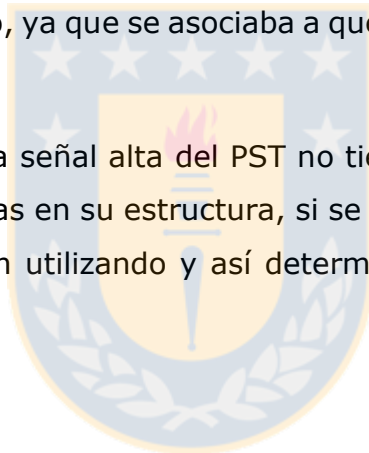 , ya que se asociaba a que
a señal alta del PST no tie
as en su estructura, si se
n utilizando y así determ